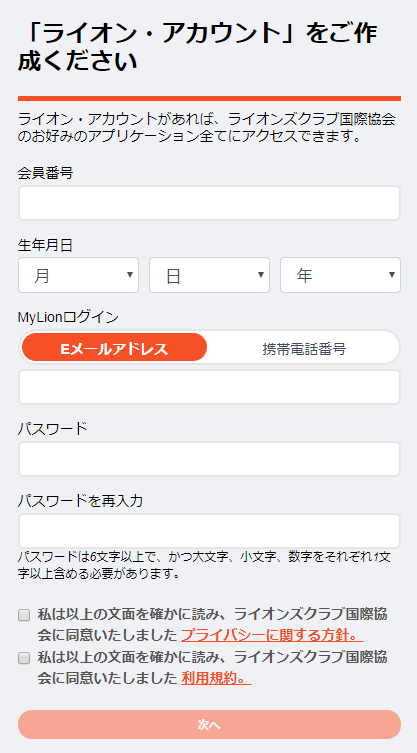 「ライオン・アカウント」をご作
成ください
ライオン・アカウントがあれば、ライオンズクラブ国際協会
のお好みのアプリケーション全てにアクセスできます。
会員番号
生年月日
月 日 年
MyLionログイン
Eメールアドレス 携帯電話番号
パスワード
パスワードを再入力
パスワードは6文字以上で、かつ大文字、小文字、数字をそれぞれ1文
字以上含める必要があります。
私は以上の文面を確かに読み、ライオンズクラブ国際協
会に同意いたしました プライバシーに関する方針。
私は以上の文面を確かに読み、ライオンズクラブ国際協
会に同意いたしました 利用規約。
次へ